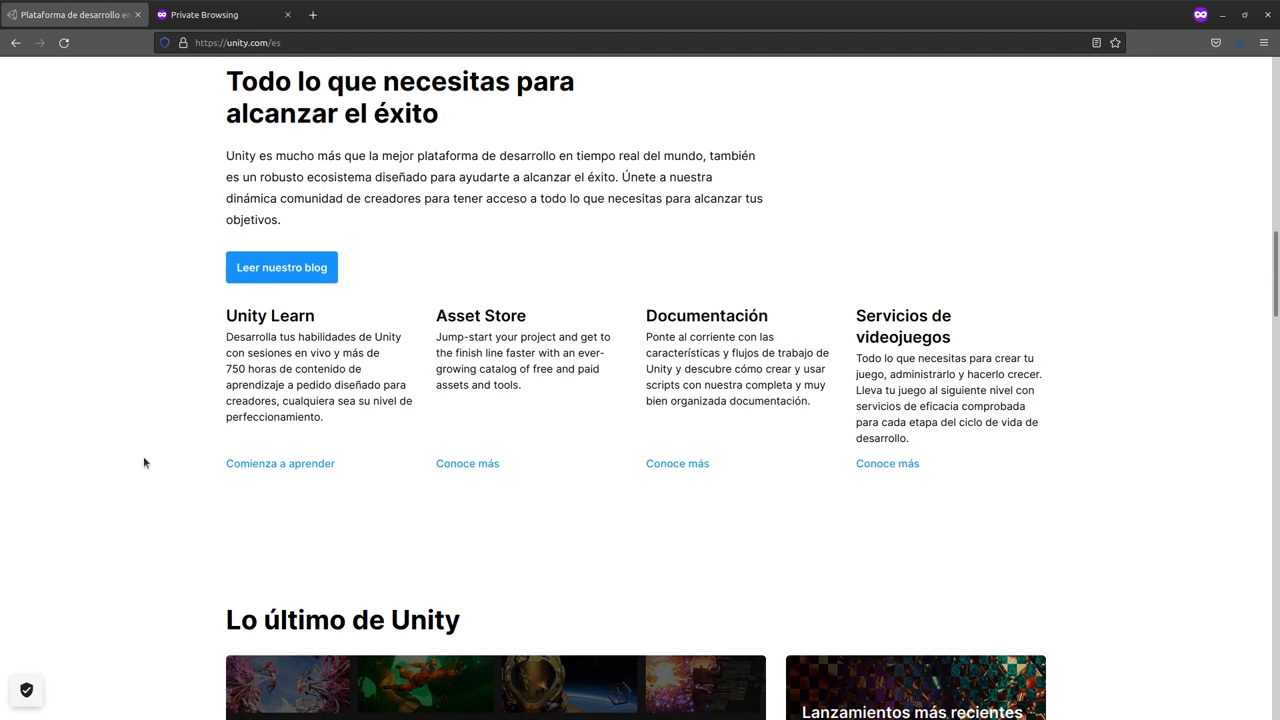 Plataforma de desarrollo en
Private Browsing
https://unity.com/es
Todo lo que necesitas para
alcanzar el éxito
Unity es mucho más que la mejor plataforma de desarrollo en tiempo real del mundo, también
es un robusto ecosistema diseñado para ayudarte a alcanzar el éxito. Únete a nuestra
dinámica comunidad de creadores para tener acceso a todo lo que necesitas para alcanzar tus
objetivos.
Leer nuestro blog
Unity Learn
Desarrolla tus habilidades de Unity
con sesiones en vivo y más de
750 horas de contenido de
aprendizaje a pedido diseñado para
creadores, cualquiera sea su nivel de
perfeccionamiento.
Comienza a aprender
Asset Store
Jump-start your project and get to
the finish line faster with an ever-
growing catalog of free and paid
assets and tools.
Conoce más
Documentación
Ponte al corriente con las
características y flujos de trabajo de
Unity y descubre cómo crear y usar
scripts con nuestra completa y muy
bien organizada documentación.
Conoce más
Servicios de
videojuegos
Todo lo que necesitas para crear tu
juego, administrarlo y hacerlo crecer.
Lleva tu juego al siguiente nivel con
servicios de eficacia comprobada
para cada etapa del ciclo de vida de
desarrollo.
Conoce más
Lo último de Unity
Lanzamientos más recientes